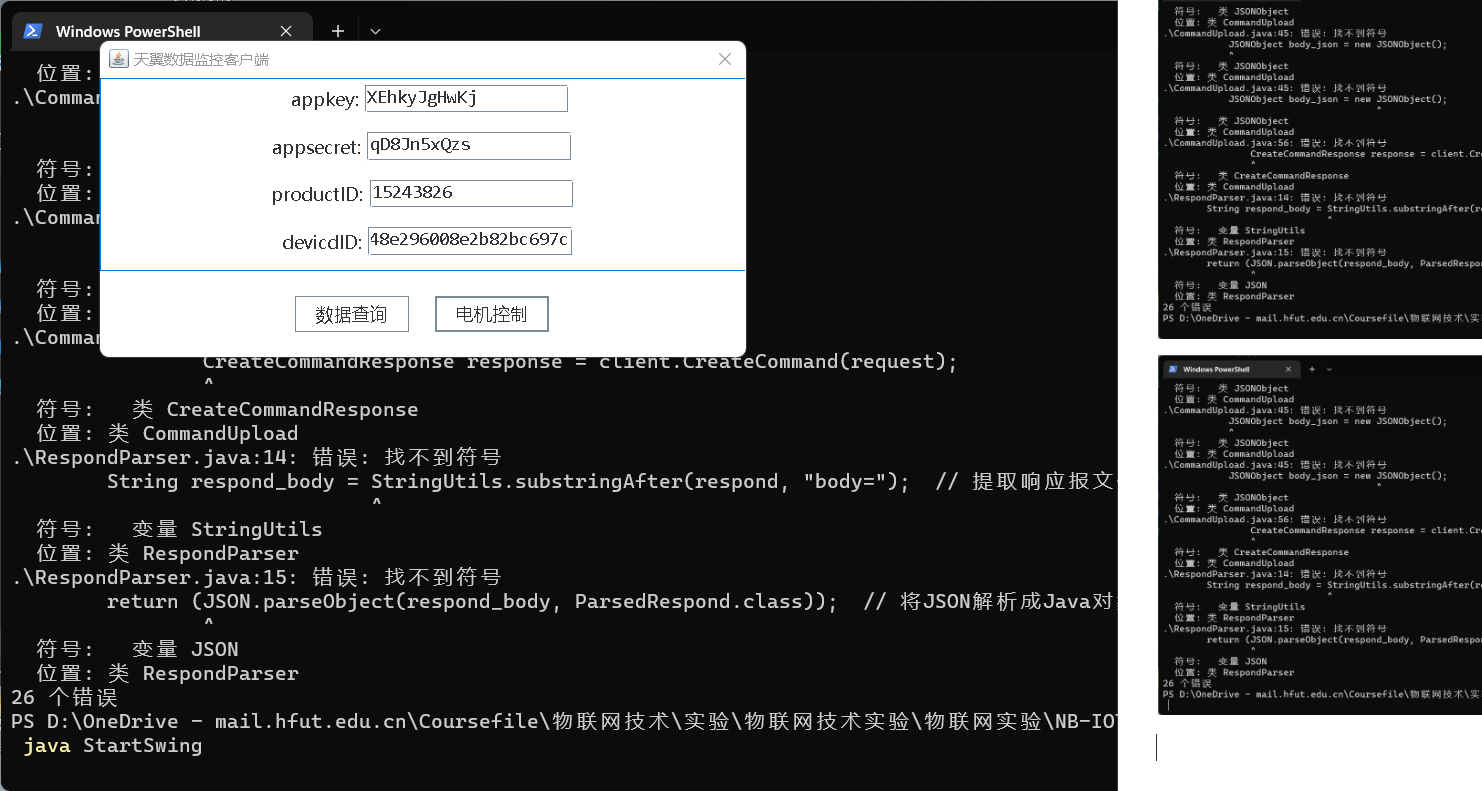 Windows PowerShell
天翼数据监控客户端
appkey: XEhkyJgHwKj
appsecret: qD8Jn5xQzs
productID: 15243826
devicdID: 48e296008e2b82bc697c
数据查询 电机控制
位置:
.\Comman
符号:
位置:
.\Comman
符号:
位置:
.\Comman
CreateCommandResponse response = client.CreateCommand(request);
^
符号: 类 CreateCommandResponse
位置: 类 CommandUpload
.\RespondParser.java:14: 错误: 找不到符号
String respond_body = StringUtils.substringAfter(respond, "body="); // 提取响应报文
^
符号: 变量 StringUtils
位置: 类 RespondParser
.\RespondParser.java:15: 错误: 找不到符号
return (JSON.parseObject(respond_body, ParsedRespond.class)); // 将JSON解析成Java对
^
符号: 变量 JSON
位置: 类 RespondParser
26 个错误
PS D:\OneDrive - mail.hfut.edu.cn\Coursefile\物联网技术\实验\物联网技术实验\物联网实验\NB-IOT
java StartSwing
符号: 类 JSONObject
位置: 类 CommandUpload
.\CommandUpload.java:45: 错误: 找不到符号
JSONObject body_json = new JSONObject();
^
符号: 类 JSONObject
位置: 类 CommandUpload
.\CommandUpload.java:45: 错误: 找不到符号
JSONObject body_json = new JSONObject();
^
符号: 类 JSONObject
位置: 类 CommandUpload
.\CommandUpload.java:56: 错误: 找不到符号
CreateCommandResponse response = client.Cr
^
符号: 类 CreateCommandResponse
位置: 类 CommandUpload
.\RespondParser.java:14: 错误: 找不到符号
String respond_body = StringUtils.substringAfter(re
^
符号: 变量 StringUtils
位置: 类 RespondParser
.\RespondParser.java:15: 错误: 找不到符号
return (JSON.parseObject(respond_body, ParsedRespon
^
符号: 变量 JSON
位置: 类 RespondParser
26 个错误
PS D:\OneDrive - mail.hfut.edu.cn\Coursefile\物联网技术\实
Windows PowerShell
符号: 类 JSONObject
位置: 类 CommandUpload
.\CommandUpload.java:45: 错误: 找不到符号
JSONObject body_json = new JSONObject();
^
符号: 类 JSONObject
位置: 类 CommandUpload
.\CommandUpload.java:45: 错误: 找不到符号
JSONObject body_json = new JSONObject();
^
符号: 类 JSONObject
位置: 类 CommandUpload
.\CommandUpload.java:56: 错误: 找不到符号
CreateCommandResponse response = client.Cr
^
符号: 类 CreateCommandResponse
位置: 类 CommandUpload
.\RespondParser.java:14: 错误: 找不到符号
String respond_body = StringUtils.substringAfter(re
^
符号: 变量 StringUtils
位置: 类 RespondParser
.\RespondParser.java:15: 错误: 找不到符号
return (JSON.parseObject(respond_body, ParsedRespon
^
符号: 变量 JSON
位置: 类 RespondParser
26 个错误
PS D:\OneDrive - mail.hfut.edu.cn\Coursefile\物联网技术\实